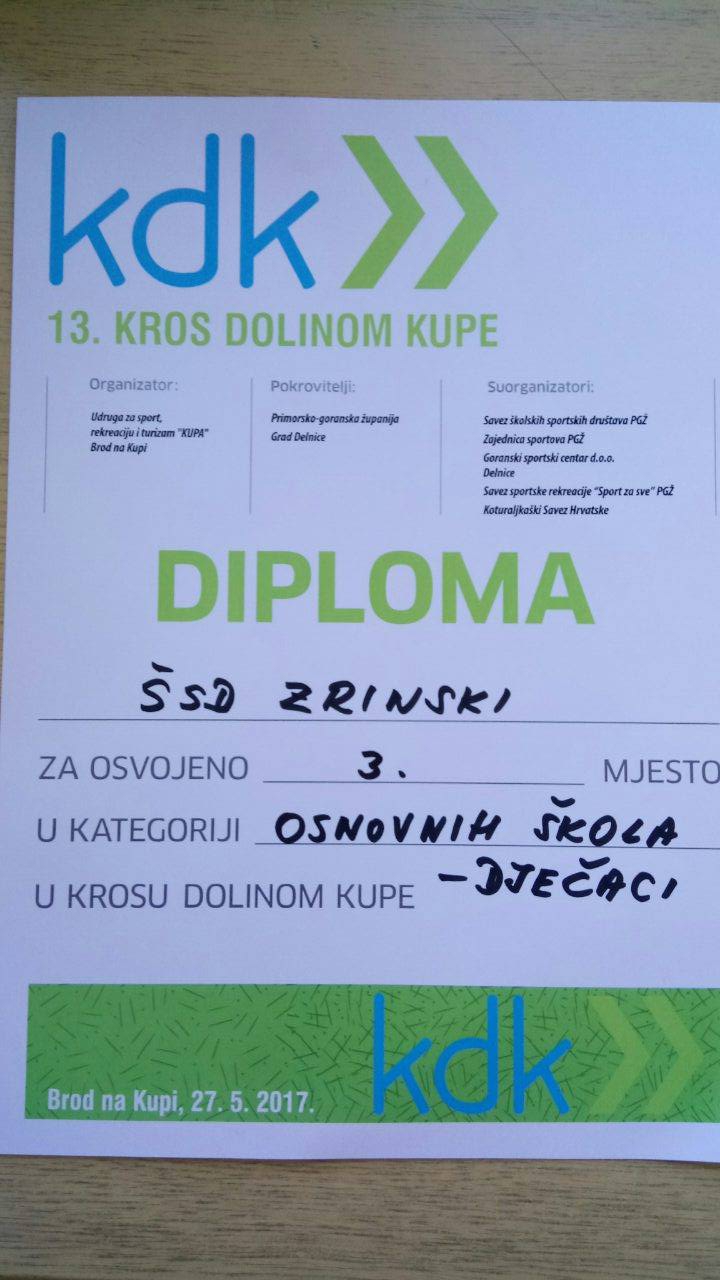 kdk
13. KROS DOLINOM KUPE
Organizator:
Udruga za sport,
rekreaciju i turizam "KUPA"
Brod na Kupi
Pokrovitelji:
Primorsko-goranska županija
Grad Delnice
Suorganizatori:
Savez školskih sportskih društava PGŽ
Zajednica sportova PGŽ
Goranski sportski centar d.o.o.
Delnice
Savez sportske rekreacije "Sport za sve" PGŽ
Koturaljkaški Savez Hrvatske
DIPLOMA
ŠSD ZRINSKI
ZA OSVOJENO 3. MJESTO
U KATEGORIJI OSNOVNIH ŠKOLA
U KROSU DOLINOM KUPE -DJEČACI
Brod na Kupi, 27. 5. 2017.
kdk